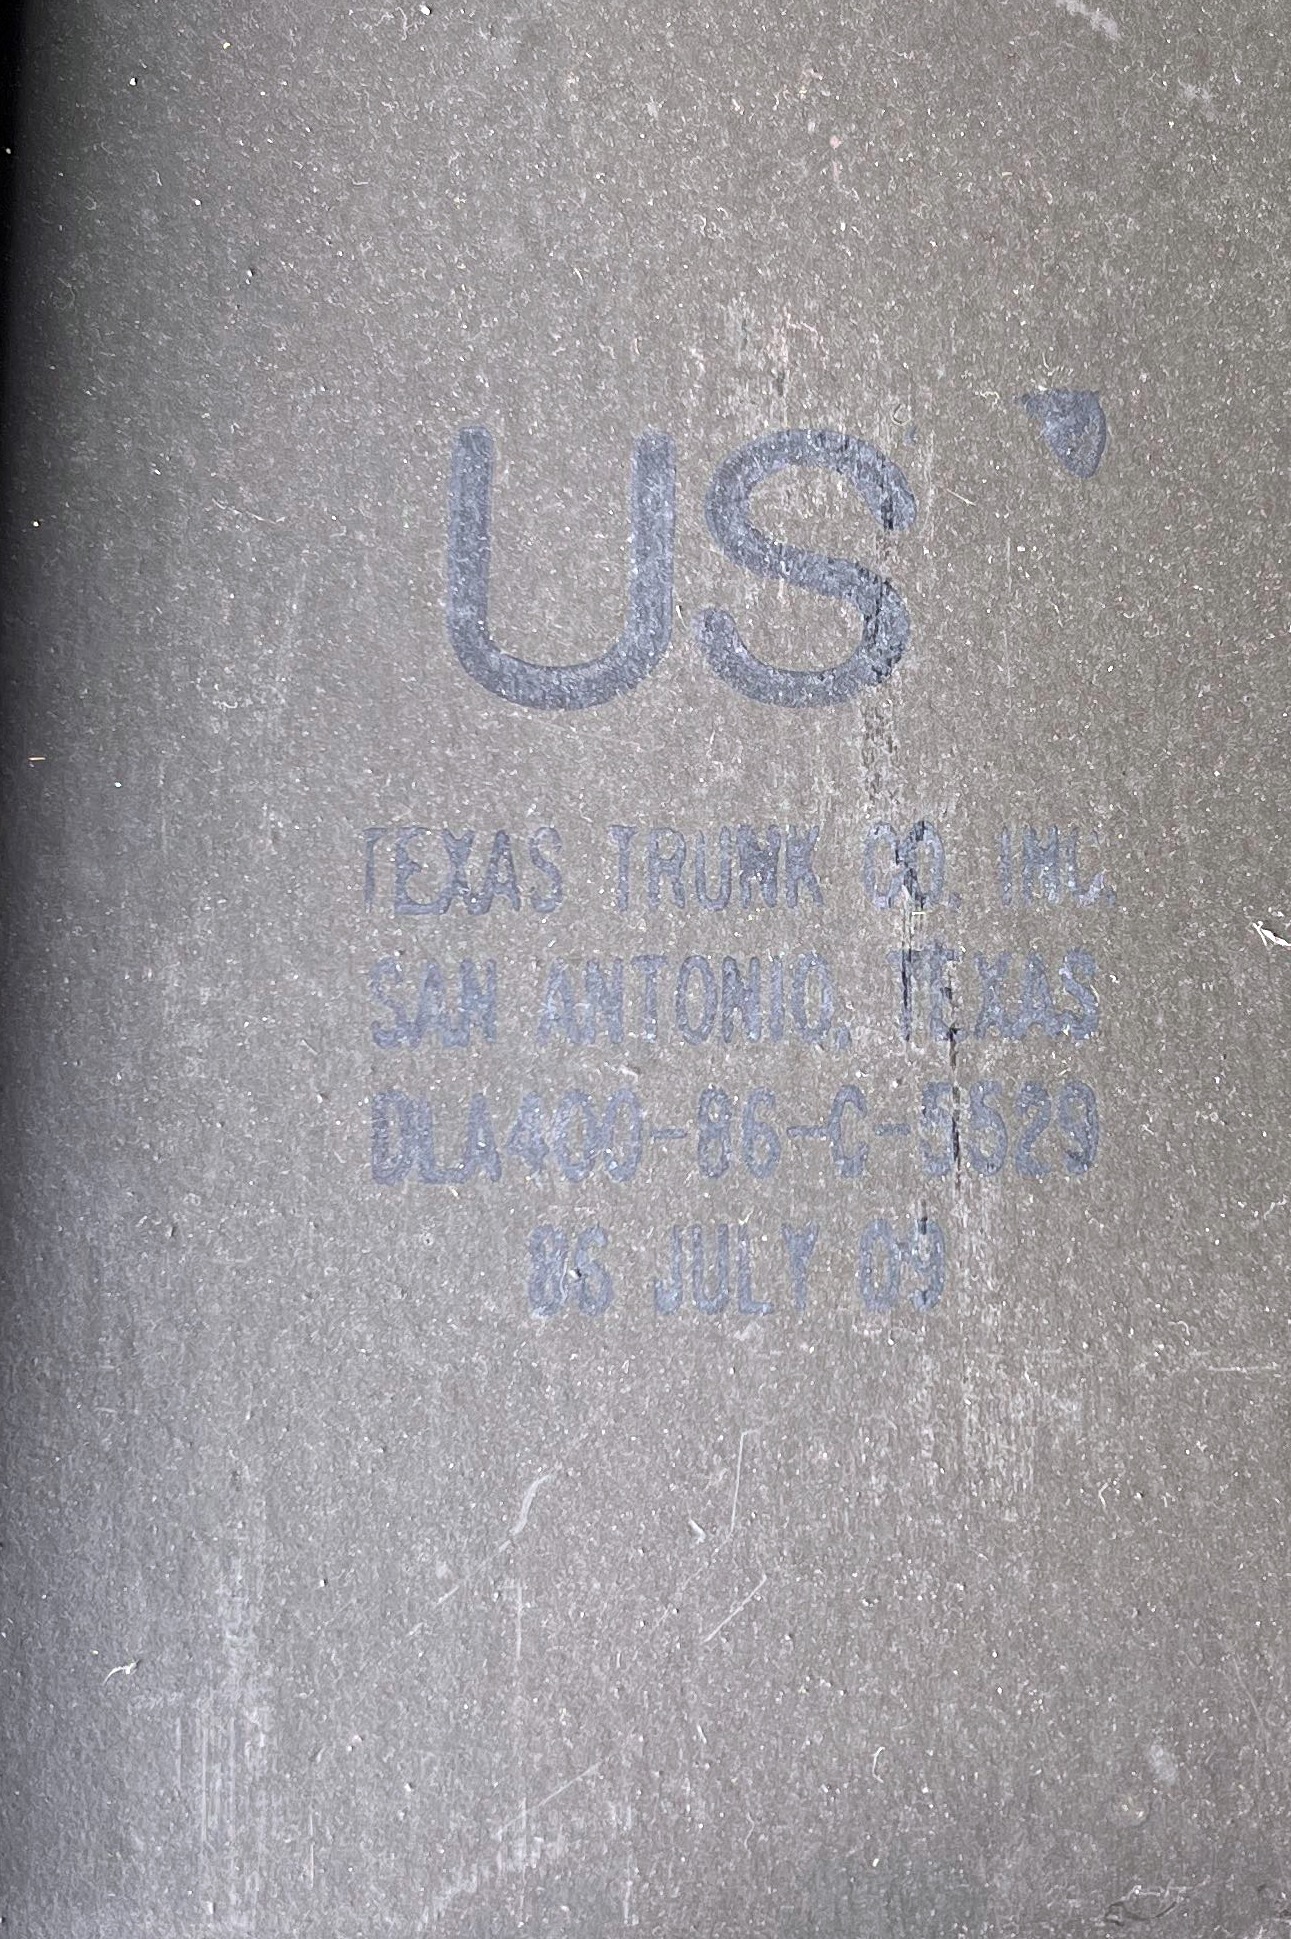 US
TEXAS TRUNK CO. INC.
SAN ANTONIO, TEXAS
DLA400-86-C-5529
86 JULY 09